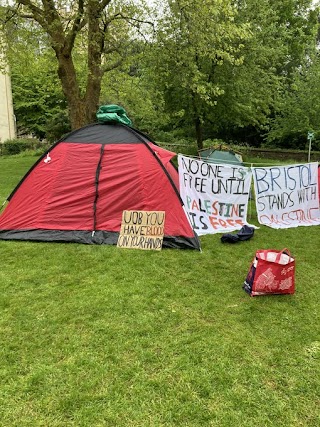 UOB YOU
HAVE BLOOD
ON YOUR HANDS
NO ONE IS
FREE UNTIL
PALESTINE
IS FREE
BRISTOL
STANDS WITH
PALESTINE